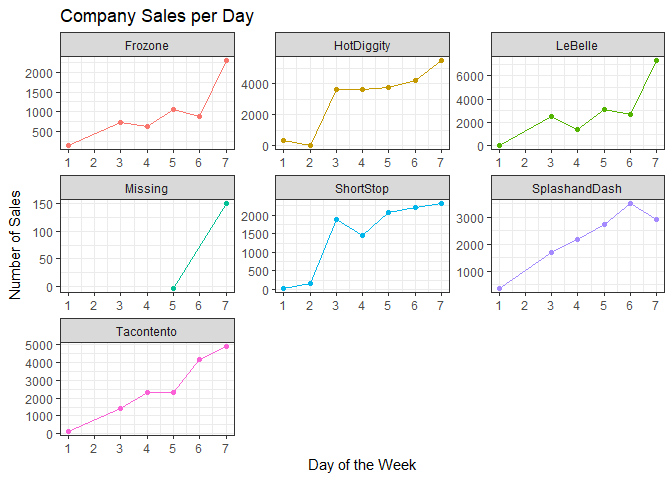 Company Sales per Day
Frozone
HotDiggity
LeBelle
2000
1500
1000
500
1 2 3 4 5 6 7
4000
2000
0
1 2 3 4 5 6 7
6000
4000
2000
0
1 2 3 4 5 6 7
Number of Sales
Missing
ShortStop
SplashandDash
150
100
50
0
1 2 3 4 5 6 7
2000
1500
1000
500
0
1 2 3 4 5 6 7
3000
2000
1000
1 2 3 4 5 6 7
Tacontento
5000
4000
3000
2000
1000
0
1 2 3 4 5 6 7
Day of the Week